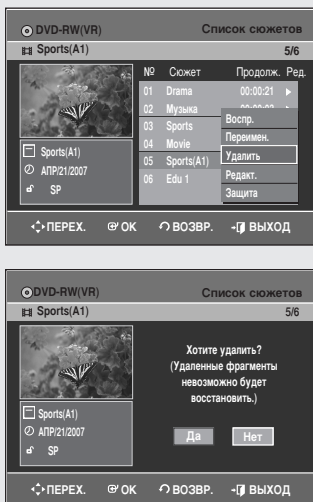 DVD-RW(VR) Список сюжетов
Sports(A1) 5/6
№ Сюжет Продолж. Ред.
01 Drama 00:00:21
02 Музыка
03 Sports
04 Movie
05 Sports(A1)
06 Edu 1
Воспр.
Переимен.
Удалить
Редакт.
Защита
Sports(A1)
АПР/21/2007
SP
ПЕРЕХ. OK ВОЗВР. ВЫХОД
DVD-RW(VR) Список сюжетов
Sports(A1) 5/6
Хотите удалить?
(Удаленные фрагменты
невозможно будет
восстановить.)
Да Нет
Sports(A1)
АПР/21/2007
SP
ПЕРЕХ. OK ВОЗВР. ВЫХОД